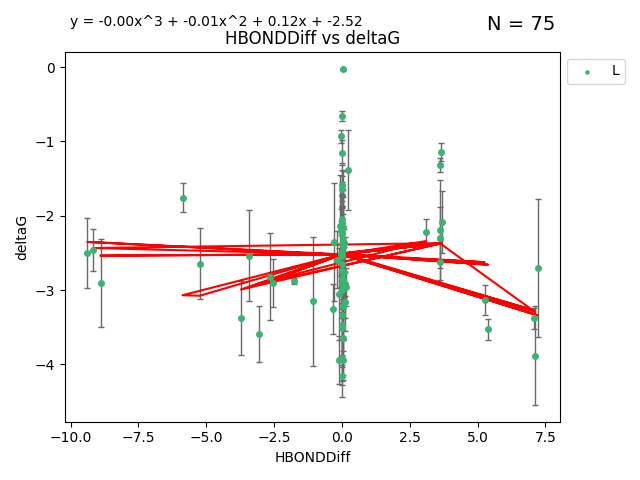 y = -0.00x^3 + -0.01x^2 + 0.12x + -2.52
N = 75
HBONDDiff vs deltaG
L
0
−1
−2
−3
−4
deltaG
−10.0 −7.5 −5.0 −2.5 0.0 2.5 5.0 7.5
HBONDDiff